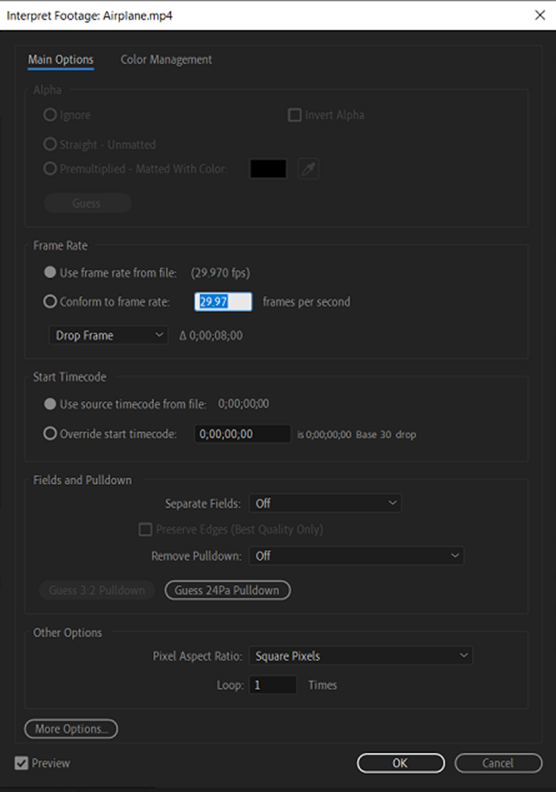 Interpret Footage: Airplane.mp4
Main Options Color Management
Alpha
Ignore Invert Alpha
Straight - Unmatted
Premultiplied - Matted With Color:
Guess
Frame Rate
Use frame rate from file: (29.970 fps)
Conform to frame rate: 29.97 frames per second
Drop Frame Δ 0;00;08;00
Start Timecode
Use source timecode from file: 0;00;00;00
Override start timecode: 0;00;00;00 is 0;00;00;00 Base 30 drop
Fields and Pulldown
Separate Fields: Off
Preserve Edges (Best Quality Only)
Remove Pulldown: Off
Guess 3:2 Pulldown Guess 24Pa Pulldown
Other Options
Pixel Aspect Ratio: Square Pixels
Loop: 1 Times
More Options...
Preview OK Cancel